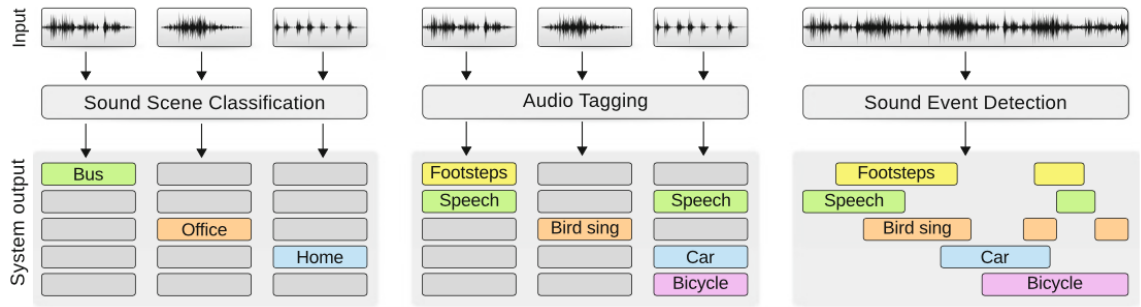 Input
Sound Scene Classification
Audio Tagging
Sound Event Detection
System output
Bus
Office
Home
Footsteps
Speech
Speech
Bird sing
Car
Bicycle
Footsteps
Speech
Bird sing
Car
Bicycle